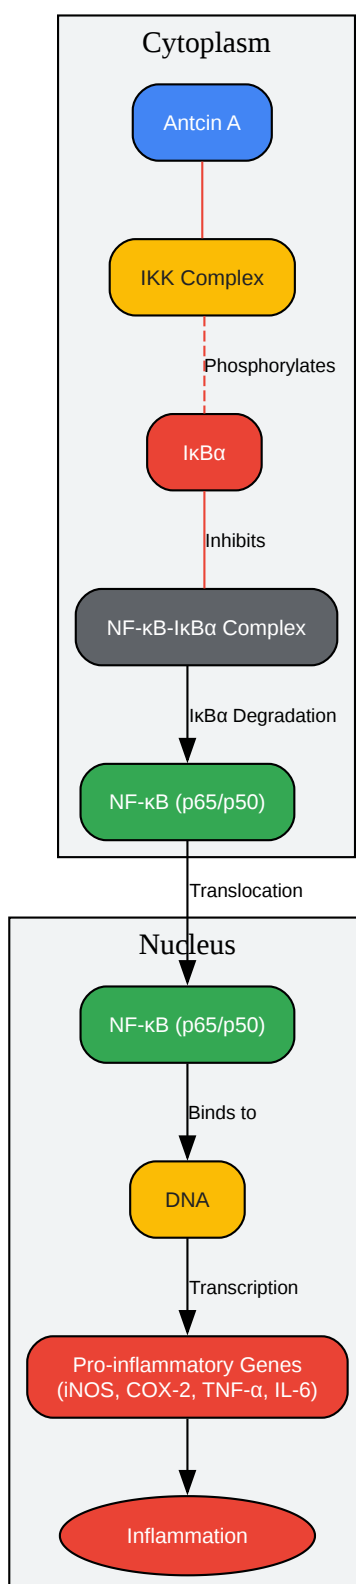 Cytoplasm
Antcin A
IKK Complex
Phosphorylates
IκBα
Inhibits
NF-κB-IκBα Complex
IκBα Degradation
NF-κB (p65/p50)
Translocation
Nucleus
NF-κB (p65/p50)
Binds to
DNA
Transcription
Pro-inflammatory Genes
(iNOS, COX-2, TNF-α, IL-6)
Inflammation